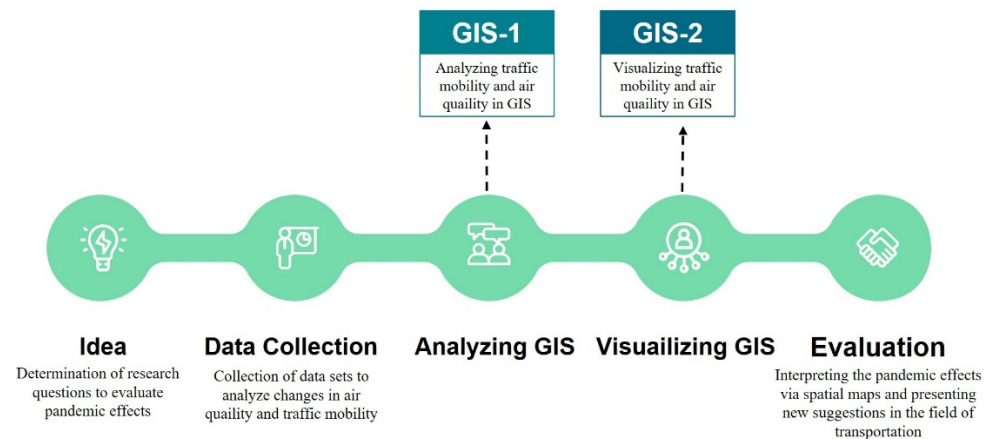 GIS-1
Analyzing traffic
mobility and air
quaility in GIS
GIS-2
Visualizing traffic
mobility and air
quaility in GIS
Idea
Determination of research
questions to evaluate
pandemic effects
Data Collection
Collection of data sets to
analyze changes in air
quaility and traffic mobility
Analyzing GIS
Visuailizing GIS
Evaluation
Interpreting the pandemic effects
via spatial maps and presenting
new suggestions in the field of
transportation